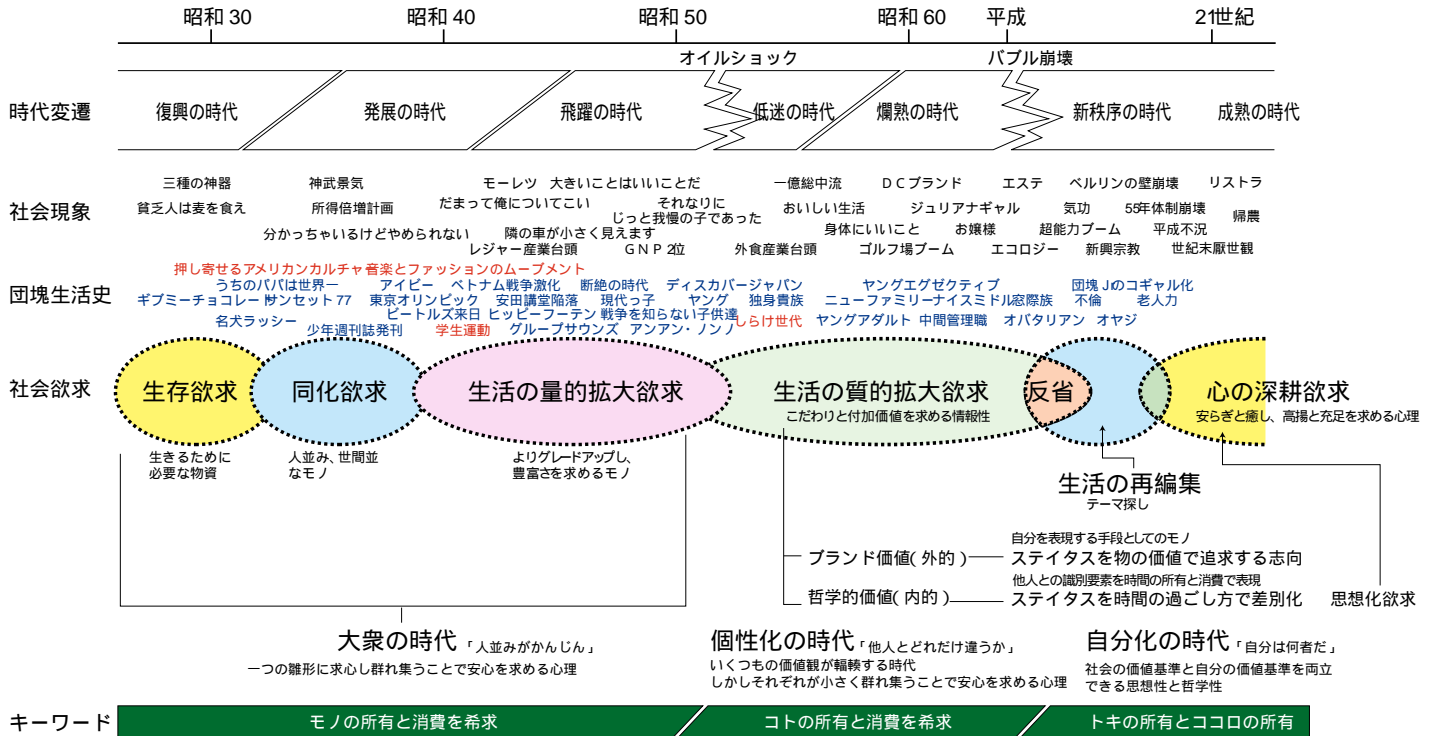 昭和30 昭和40 昭和50 昭和60 平成 21世紀
オイルショック バブル崩壊
時代変遷 復興の時代 発展の時代 飛躍の時代 低迷の時代 爛熟の時代 新秩序の時代 成熟の時代
三種の神器 神武景気 モーレツ 大きいことはいいことだ 一億総中流 DCブランド エステ ベルリンの壁崩壊 リストラ
社会現象
貧乏人は麦を食え 所得倍増計画 だまって俺についてこい それなりに おいしい生活 ジュリアナギャル 気功 55年体制崩壊 帰農
じっと我慢の子であった
分かっちゃいるけどやめられない 隣の車が小さく見えます 身体にいいこと お嬢様 超能力ブーム 平成不況
レジャー産業台頭 GNP2位 外食産業台頭 ゴルフ場ブーム エコロジー 新興宗教 世紀末厭世観
押し寄せるアメリカンカルチャー音楽とファッションのムーブメント
うちのパパは世界一 アイビー ベトナム戦争激化 断絶の時代 ディスカバージャパン ヤングエグゼクティブ 団塊Jrのコギャル化
団塊生活史
ギブミーチョコレート サンセット77 東京オリンピック 安田講堂陥落 現代っ子 ヤング 独身貴族 ニューファミリー ナイスミドル 窓際族 不倫 老人力
ビートルズ来日 ヒッピーフーテン 戦争を知らない子供達
名犬ラッシー しらけ世代 ヤングアダルト 中間管理職 オバタリアン オヤジ
少年週刊誌発刊 学生運動 グループサウンズ アンアン・ノンノ
社会欲求 生存欲求 同化欲求 生活の量的拡大欲求 生活の質的拡大欲求 反省 心の深耕欲求
こだわりと付加価値を求める情報性 安らぎと癒し、高揚と充足を求める心理
生きるために
必要な物資
人並み、世間並
なモノ
よりグレードアップし、
豊富さを求めるモノ
生活の再編集
テーマ探し
自分を表現する手段としてのモノ
ブランド価値(外的) ステイタスを物の価値で追求する志向
他人との識別要素を時間の所有と消費で表現
哲学的価値(内的) ステイタスを時間の過ごし方で差別化 思想化欲求
大衆の時代「人並みがかんじん」
一つの雛形に求心し群れ集うことで安心を求める心理
個性化の時代「他人とどれだけ違うか」
いくつもの価値観が輻輳する時代
しかしそれぞれが小さく群れ集うことで安心を求める心理
自分化の時代「自分は何者だ」
社会の価値基準と自分の価値基準を両立
できる思想性と哲学性
キーワード モノの所有と消費を希求 コトの所有と消費を希求 トキの所有とココロの所有